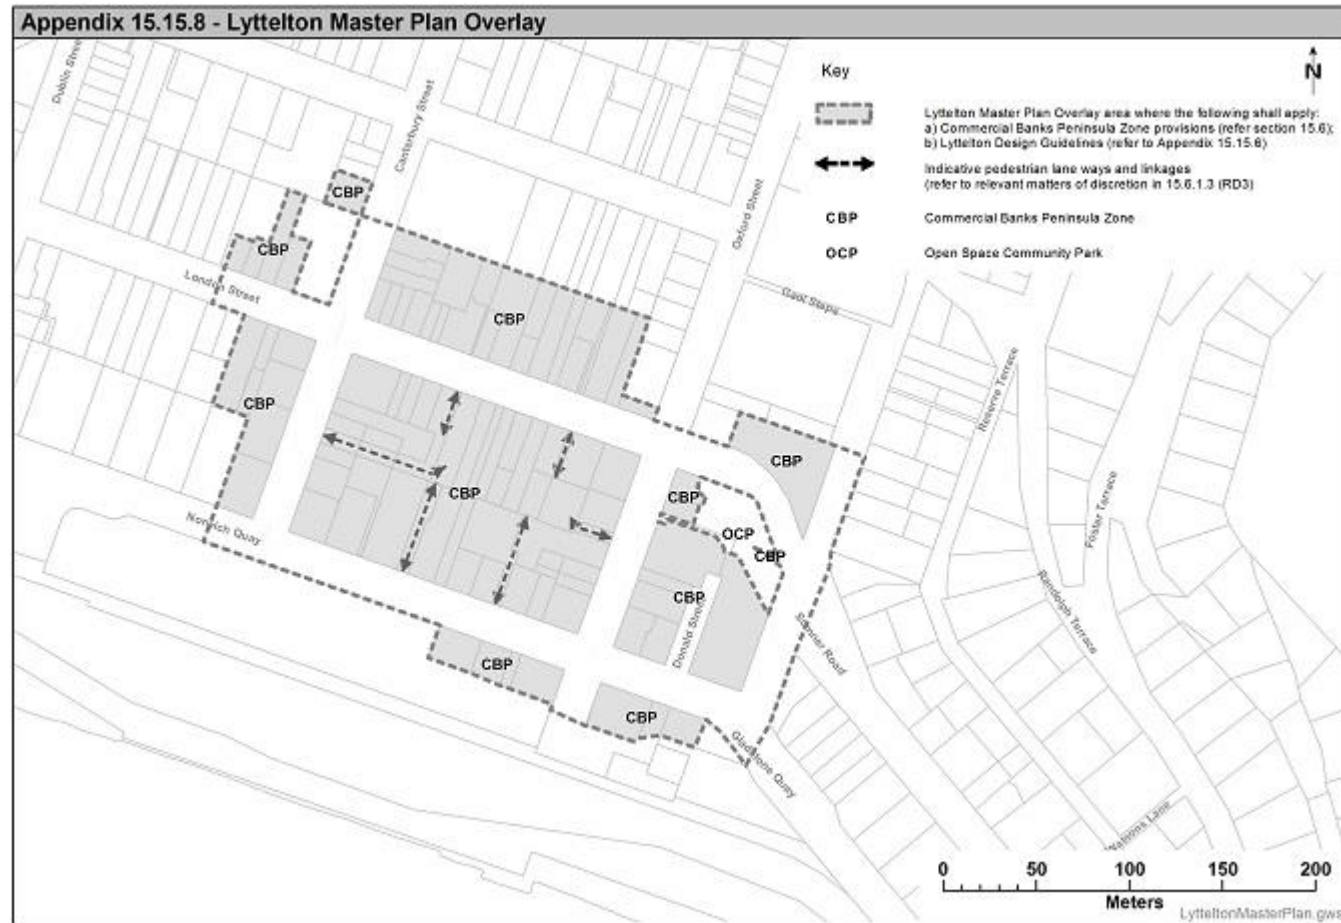 Appendix 15.15.8 - Lyttelton Master Plan Overlay
Key
N
Lyttelton Master Plan Overlay area where the following shall apply:
a) Commercial Banks Peninsula Zone provisions (refer section 15.6);
b) Lyttelton Design Guidelines (refer to Appendix 15.15.6)
Indicative pedestrian lane ways and linkages
(refer to relevant matters of discretion in 15.6.1.3 (RD3)
CBP
Commercial Banks Peninsula Zone
OCP
Open Space Community Park
Dublin Street
Canterbury Street
Oxford Street
CBP
CBP
London Street
Gaol Steps
CBP
Reserve Terrace
CBP
CBP
CBP
CBP
Foster Terrace
Norwich Quay
OCP
CBP
CBP
Donald Street
Randolph Terrace
Sumner Road
CBP
CBP
Gladstone Quay
Watsons Lane
0 50 100 150 200
Meters
LytteltonMasterPlan.gws